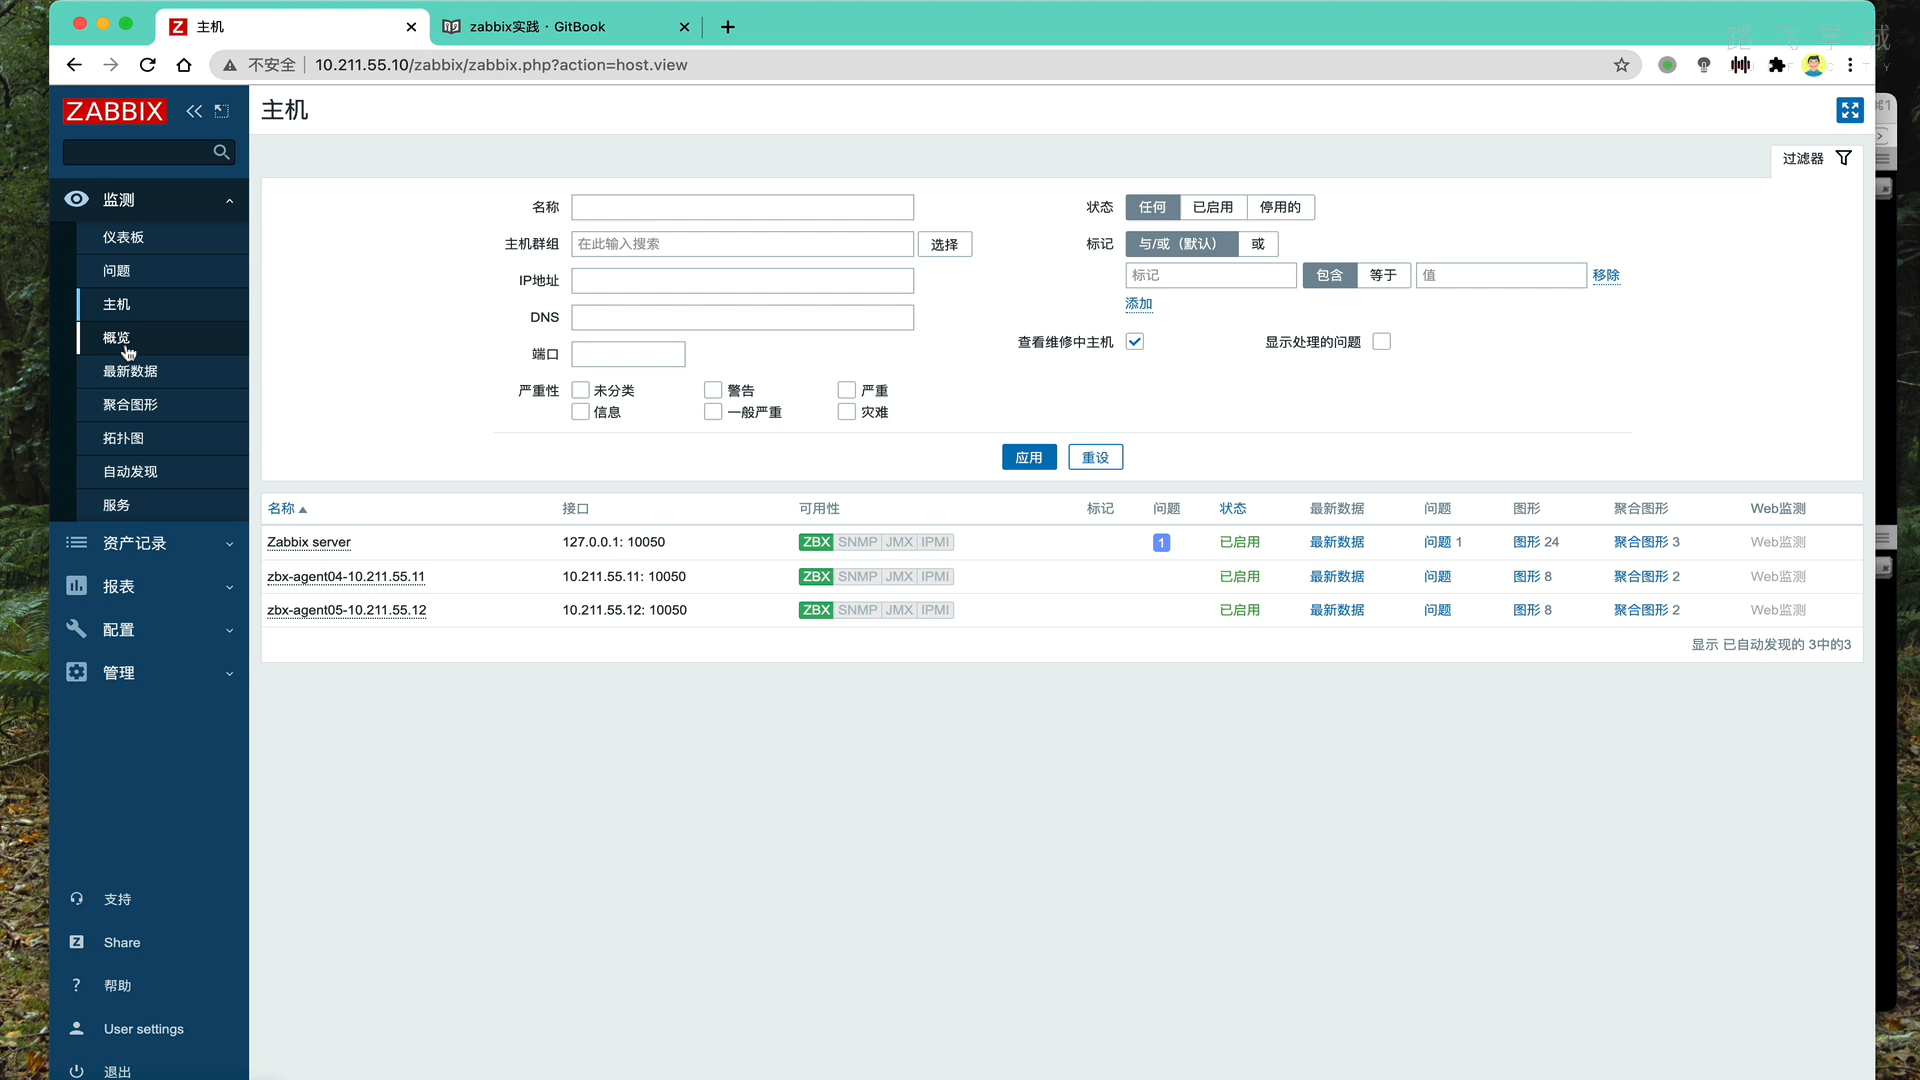 主机
zabbix实践 · GitBook
不安全
10.211.55.10/zabbix/zabbix.php?action=host.view
路飞学城
ZABBIX
主机
过滤器
监测
仪表板
问题
主机
概览
最新数据
聚合图形
拓扑图
自动发现
服务
资产记录
报表
配置
管理
支持
Share
?
帮助
User settings
退出
名称
主机群组 在此输入搜索 选择
IP地址
DNS
端口
严重性 未分类 警告 严重
信息 一般严重 灾难
状态 任何 已启用 停用的
标记 与/或（默认） 或
标记 包含 等于 值 移除
添加
查看维修中主机 显示处理的问题
应用 重设
名称 接口 可用性 标记 问题 状态 最新数据 问题 图形 聚合图形 Web监测
Zabbix server 127.0.0.1: 10050 ZBX SNMP JMX IPMI 1 已启用 最新数据 问题 1 图形 24 聚合图形 3 Web监测
zbx-agent04-10.211.55.11 10.211.55.11: 10050 ZBX SNMP JMX IPMI 已启用 最新数据 问题 图形 8 聚合图形 2 Web监测
zbx-agent05-10.211.55.12 10.211.55.12: 10050 ZBX SNMP JMX IPMI 已启用 最新数据 问题 图形 8 聚合图形 2 Web监测
显示 已自动发现的 3中的3